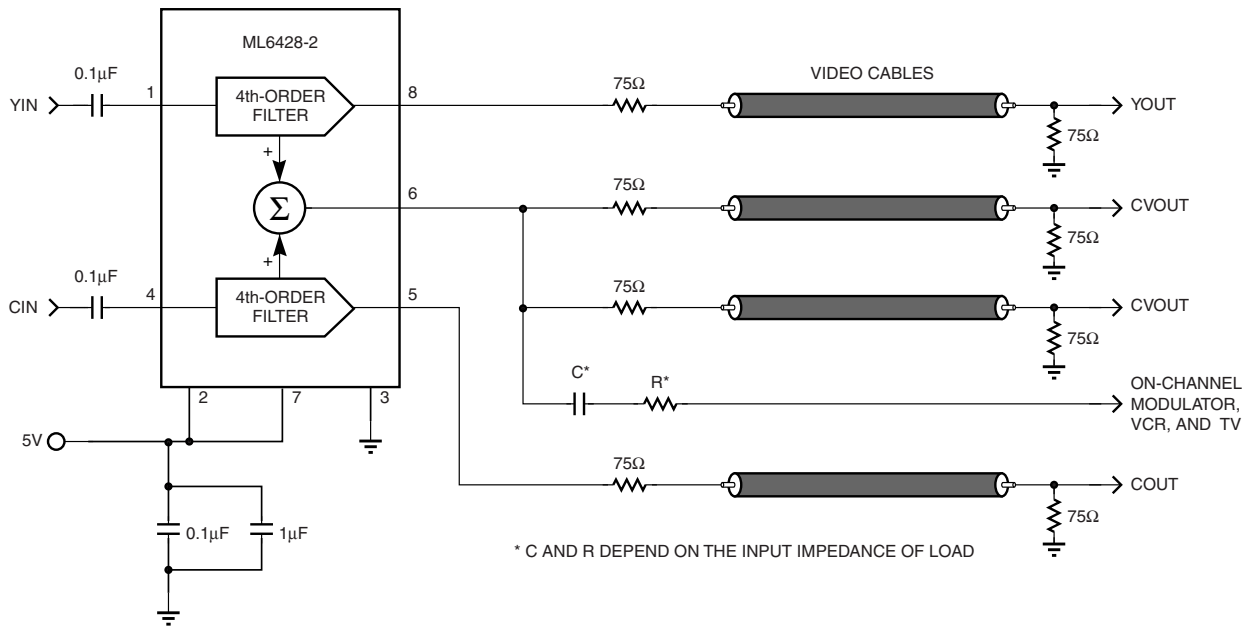 ML6428-2
0.1µF
75Ω
VIDEO CABLES
YIN
1
4th-ORDER
FILTER
8
YOUT
75Ω
+
75Ω
6
Σ
CVOUT
75Ω
+
0.1µF
75Ω
CIN
4
4th-ORDER
FILTER
5
CVOUT
75Ω
C*
R*
ON-CHANNEL
MODULATOR,
VCR, AND TV
2
7
3
5V
75Ω
COUT
75Ω
0.1µF
1µF
* C AND R DEPEND ON THE INPUT IMPEDANCE OF LOAD